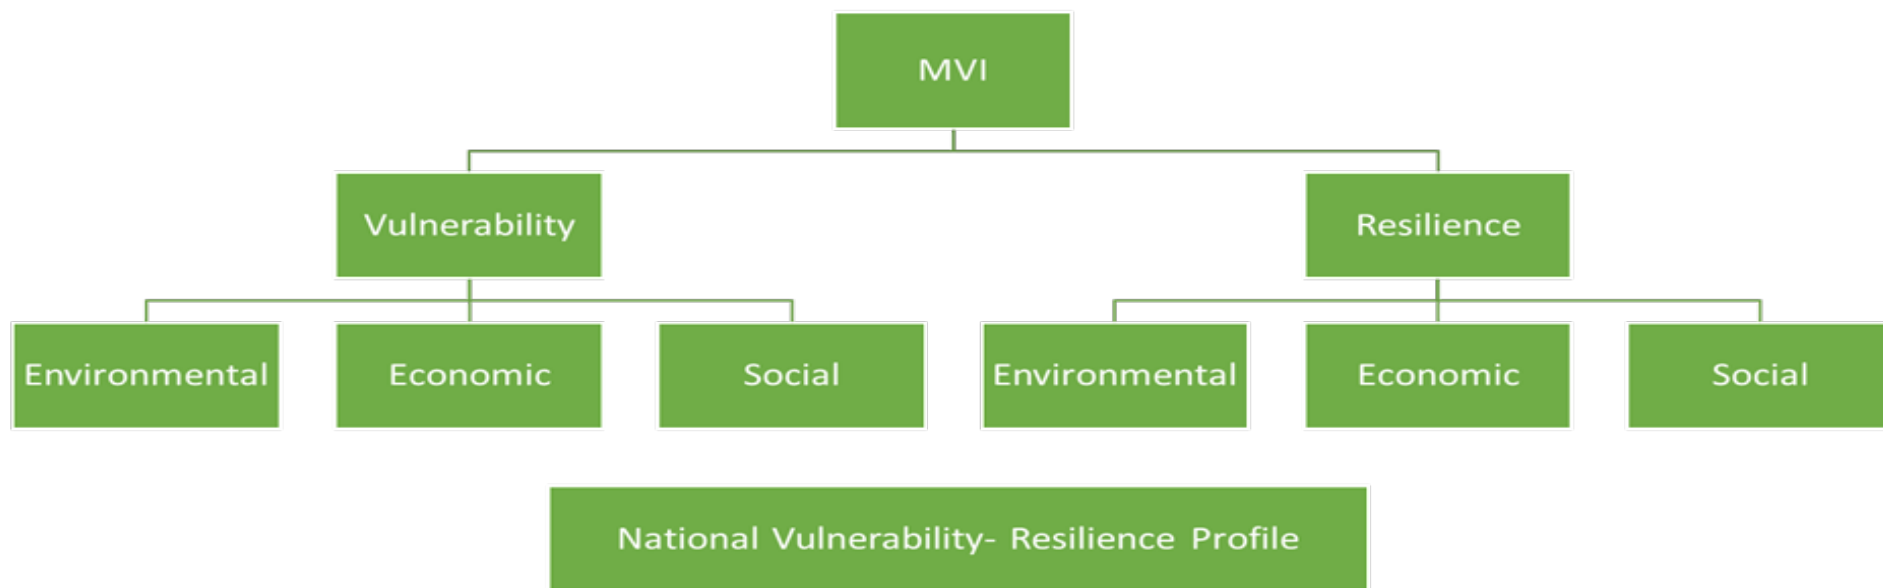 MVI
Vulnerability
Resilience
Environmental
Economic
Social
Environmental
Economic
Social
National Vulnerability- Resilience Profile